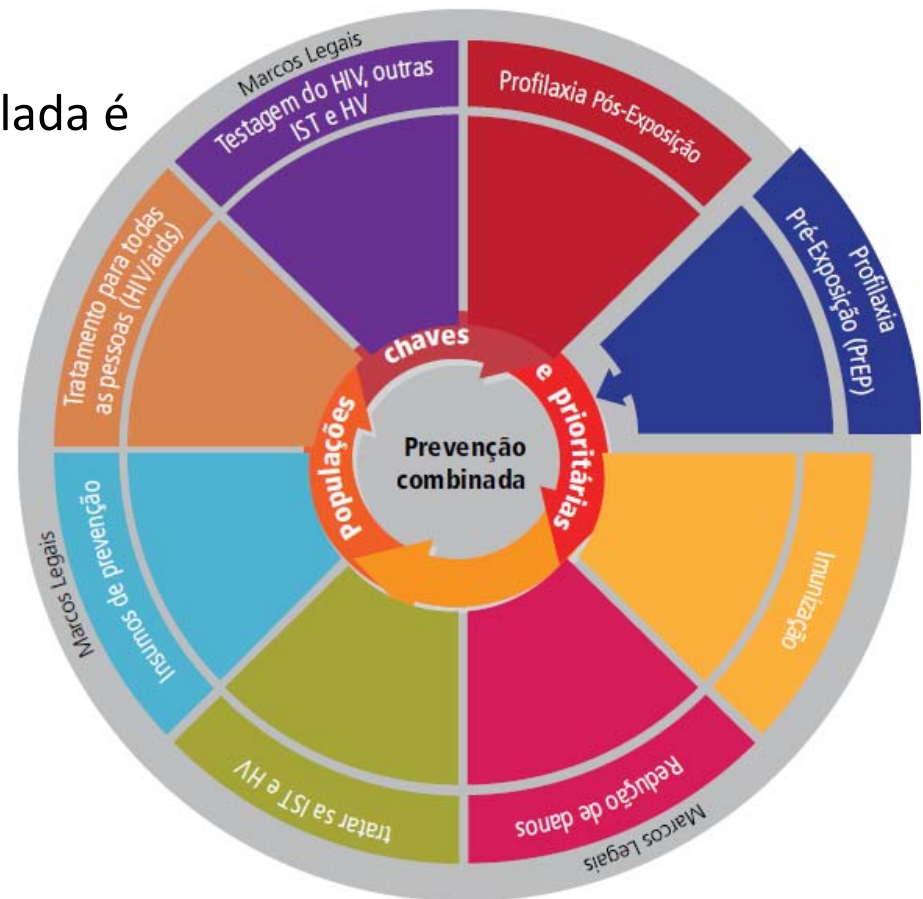 lada é
Marcos Legais
Testagem do HIV, outras
IST e HV
Profilaxia Pós-Exposição
Profilaxia
Pré-Exposição (PrEP)
Imunização
Redução de danos
Marcos Legais
tratar sa IST e HV
Insumos de prevenção
Marcos Legais
Tratamento para todas
as pessoas (HIV/aids)
Populações
chaves
e prioritárias
Prevenção
combinada